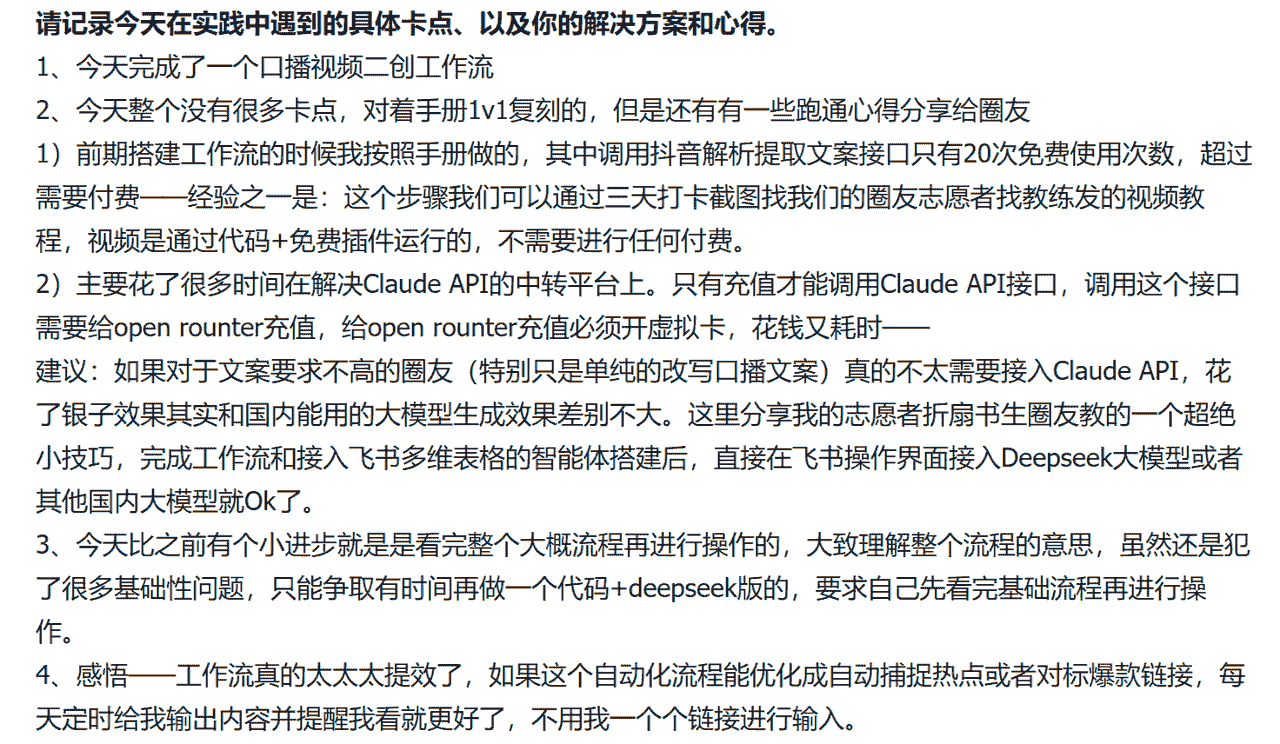 请记录今天在实践中遇到的具体卡点、以及你的解决方案和心得。
1、今天完成了一个口播视频二创工作流
2、今天整个没有很多卡点，对着手册1v1复刻的，但是还有有一些跑通心得分享给圈友
1）前期搭建工作流的时候我按照手册做的，其中调用抖音解析提取文案接口只有20次免费使用次数，超过
需要付费——经验之一是：这个步骤我们可以通过三天打卡截图找我们的圈友志愿者找教练发的视频教
程，视频是通过代码+免费插件运行的，不需要进行任何付费。
2）主要花了很多时间在解决Claude API的中转平台上。只有充值才能调用Claude API接口，调用这个接口
需要给open rounter充值，给open rounter充值必须开虚拟卡，花钱又耗时——
建议：如果对于文案要求不高的圈友（特别只是单纯的改写口播文案）真的不太需要接入Claude API，花
了银子效果其实和国内能用的大模型生成效果差别不大。这里分享我的志愿者折扇书生圈友教的一个超绝
小技巧，完成工作流和接入飞书多维表格的智能体搭建后，直接在飞书操作界面接入Deepseek大模型或者
其他国内大模型就Ok了。
3、今天比之前有个小进步就是是看完整个大概流程再进行操作的，大致理解整个流程的意思，虽然还是犯
了很多基础性问题，只能争取有时间再做一个代码+deepseek版的，要求自己先看完基础流程再进行操
作。
4、感悟——工作流真的太太太提效了，如果这个自动化流程能优化成自动捕捉热点或者对标爆款链接，每
天定时给我输出内容并提醒我看就更好了，不用我一个个链接进行输入。